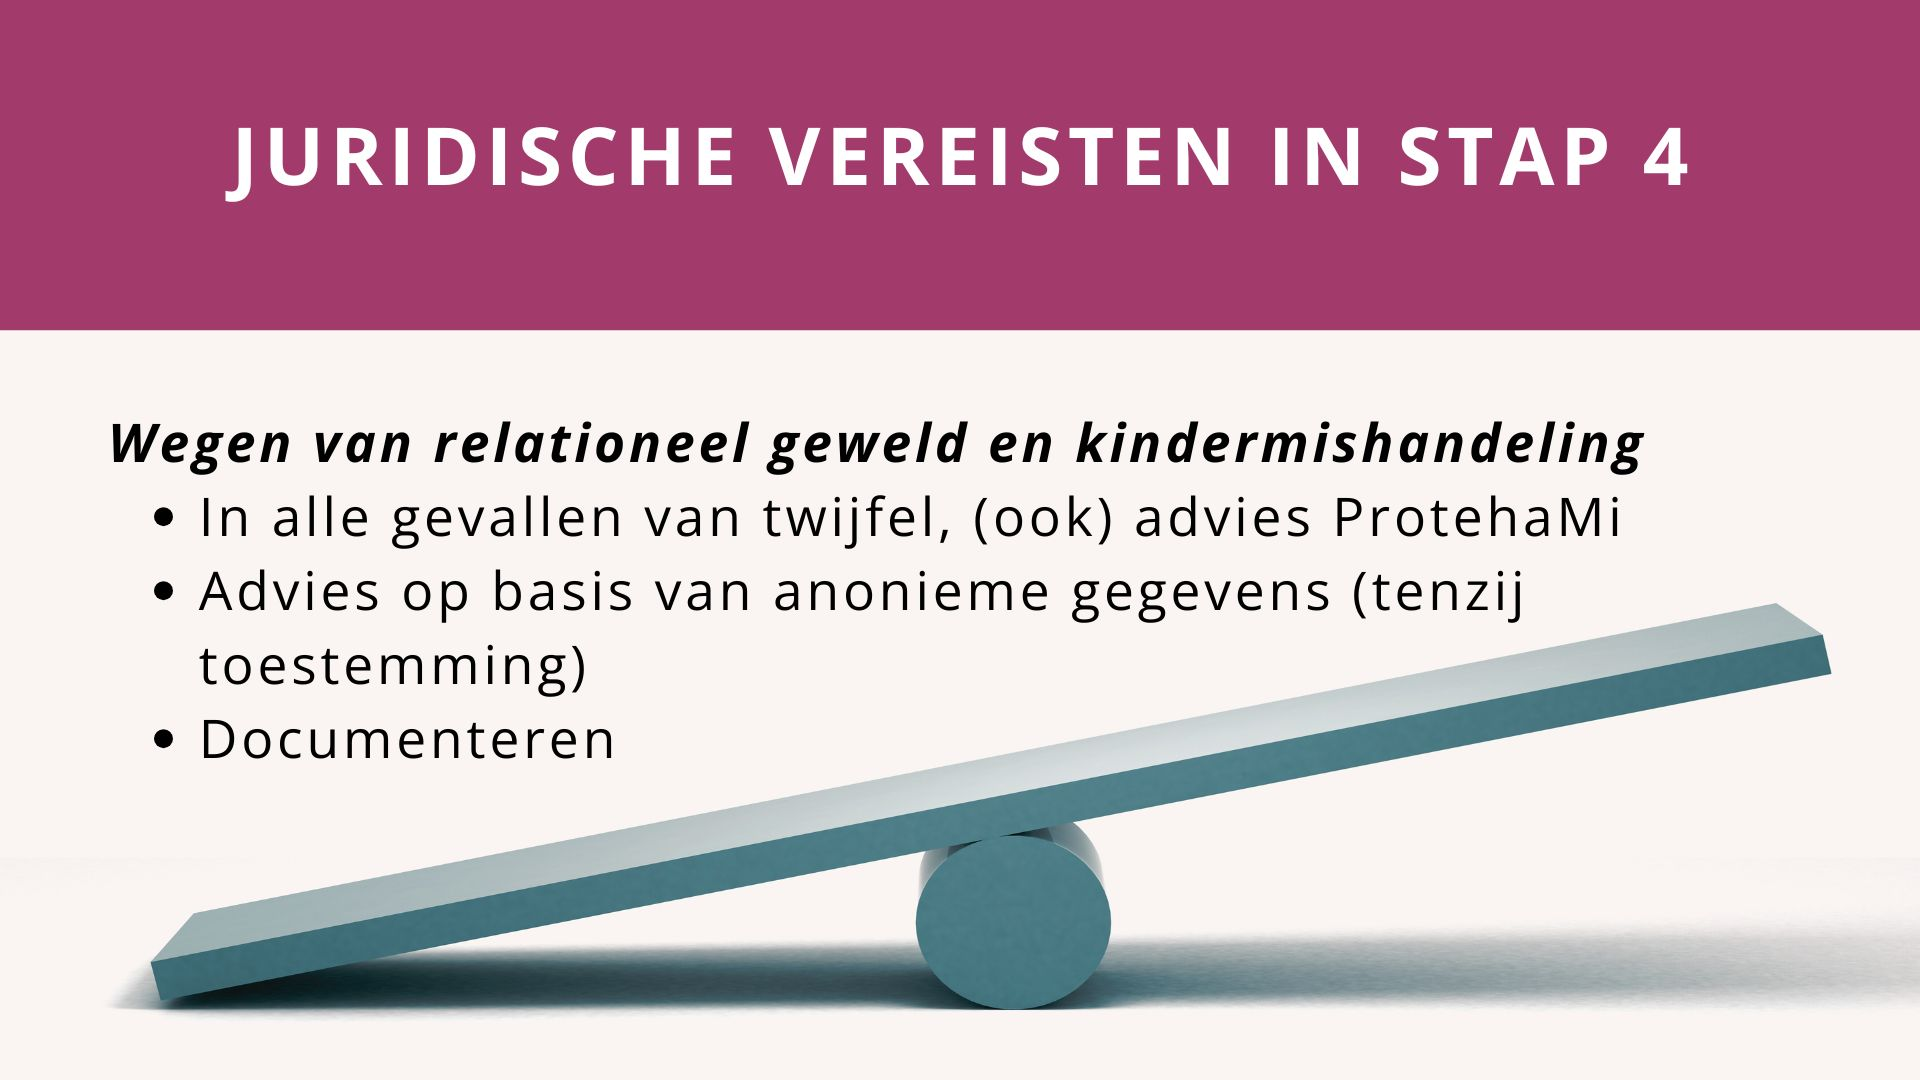 JURIDISCHE VEREISTEN IN STAP 4
Wegen van relationeel geweld en kindermishandeling
• In alle gevallen van twijfel, (ook) advies ProtehaMi
• Advies op basis van anonieme gegevens (tenzij
toestemming)
• Documenteren